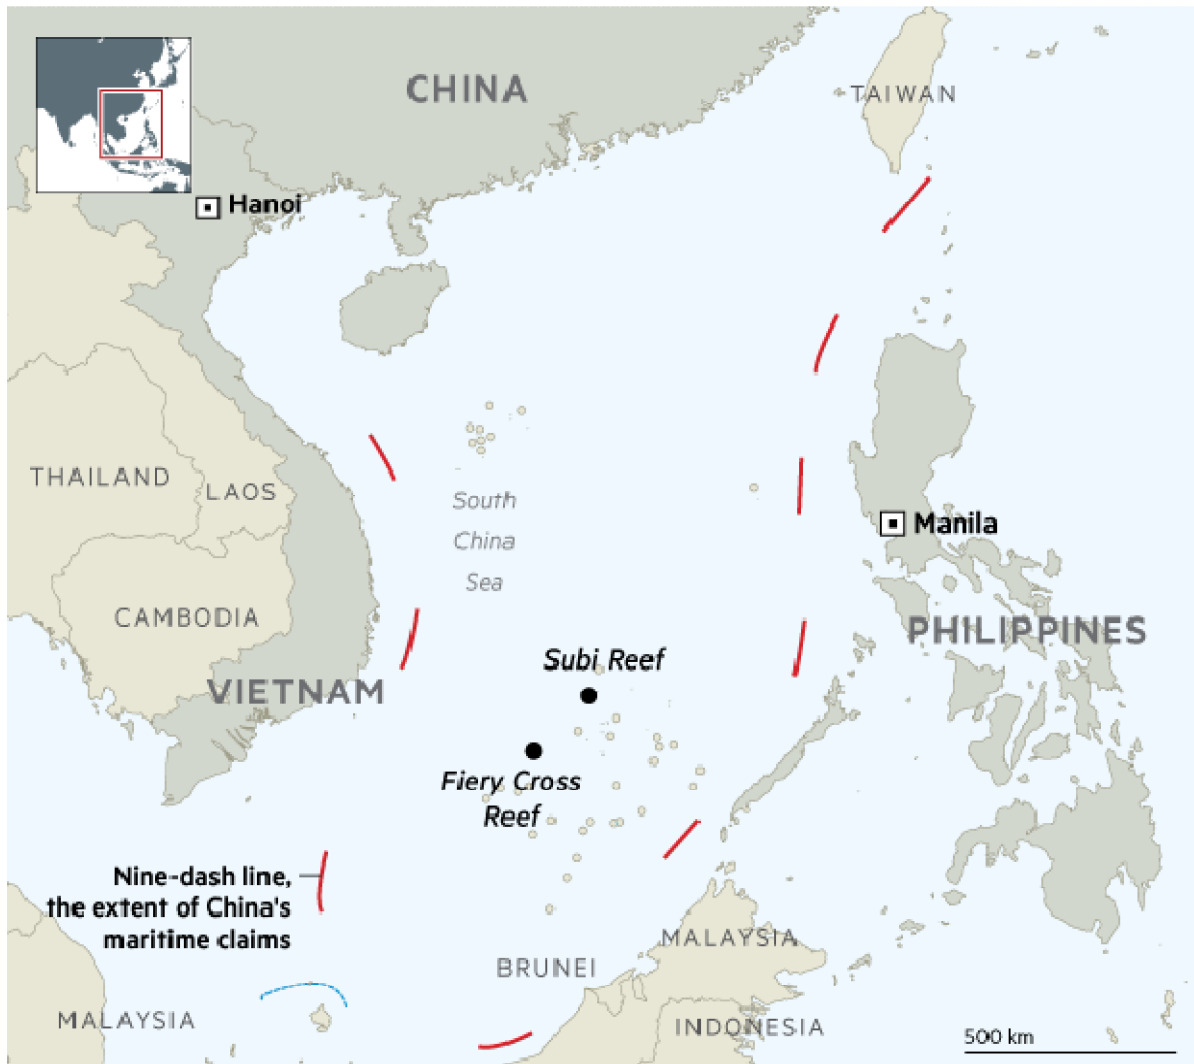 CHINA
TAIWAN
Hanoi
THAILAND
LAOS
South
China
Sea
Manila
CAMBODIA
PHILIPPINES
Subi Reef
VIETNAM
Fiery Cross
Reef
Nine-dash line,
the extent of China's
maritime claims
MALAYSIA
BRUNEI
MALAYSIA
INDONESIA
500 km